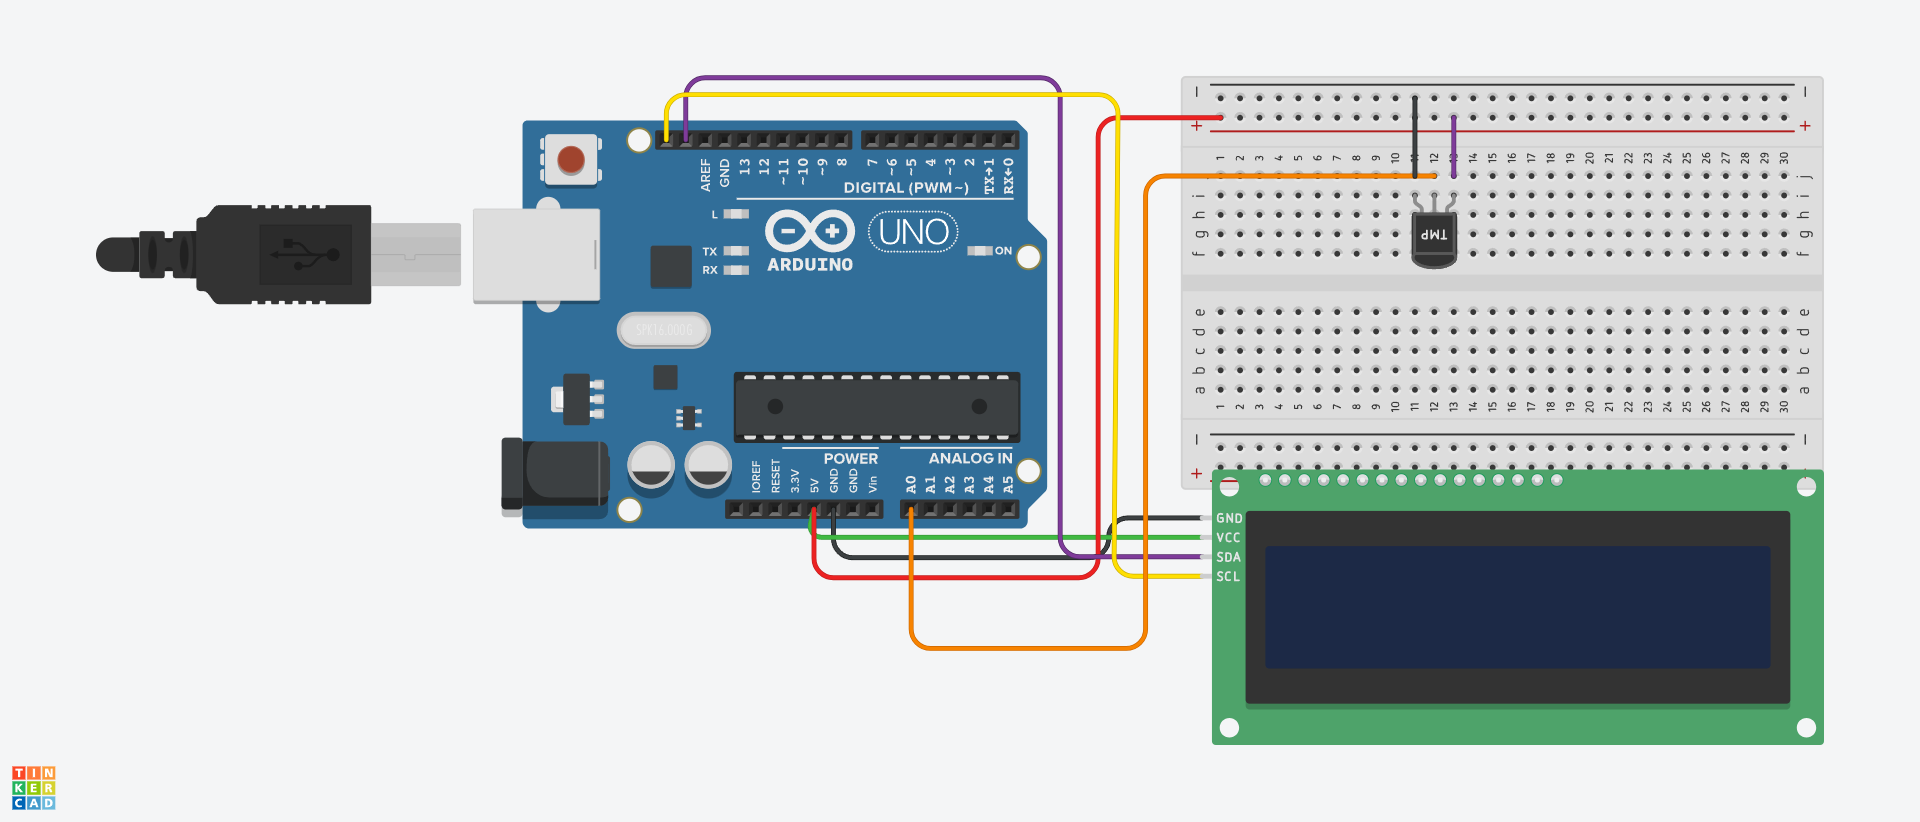 AREF
GND
13
12
~11
~10
~9
8
7
~6
~5
4
~3
2
TX→1
RX←0
DIGITAL (PWM~)
L
TX
RX
ARDUINO
UNO
ON
SPK16.000G
POWER
ANALOG IN
IOREF
RESET
3.3V
5V
GND
GND
Vin
A0
A1
A2
A3
A4
A5
− −
+ +
1 2 3 4 5 6 7 8 9 10 11 12 13 14 15 16 17 18 19 20 21 22 23 24 25 26 27 28 29 30
j
i i
h h
g g
f f
TMP
e e
d d
c c
b b
a a
1 2 3 4 5 6 7 8 9 10 11 12 13 14 15 16 17 18 19 20 21 22 23 24 25 26 27 28 29 30
− −
+
GND
VCC
SDA
SCL
TIN
KER
CAD